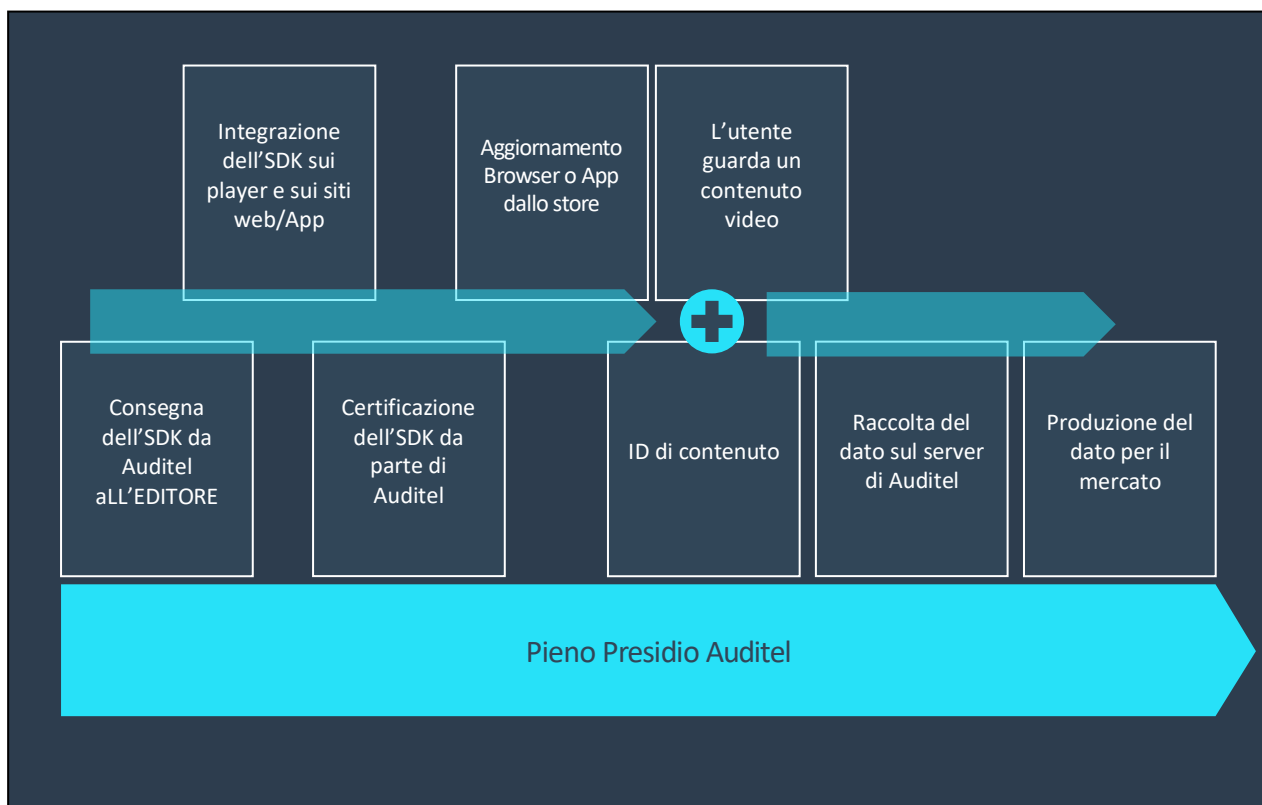 Integrazione
dell’SDK sui
player e sui siti
web/App
Aggiornamento
Browser o App
dallo store
L’utente
guarda un
contenuto
video
Consegna
dell’SDK da
Auditel
aLL’EDITORE
Certificazione
dell’SDK da
parte di
Auditel
ID di contenuto
Raccolta del
dato sul server
di Auditel
Produzione del
dato per il
mercato
Pieno Presidio Auditel